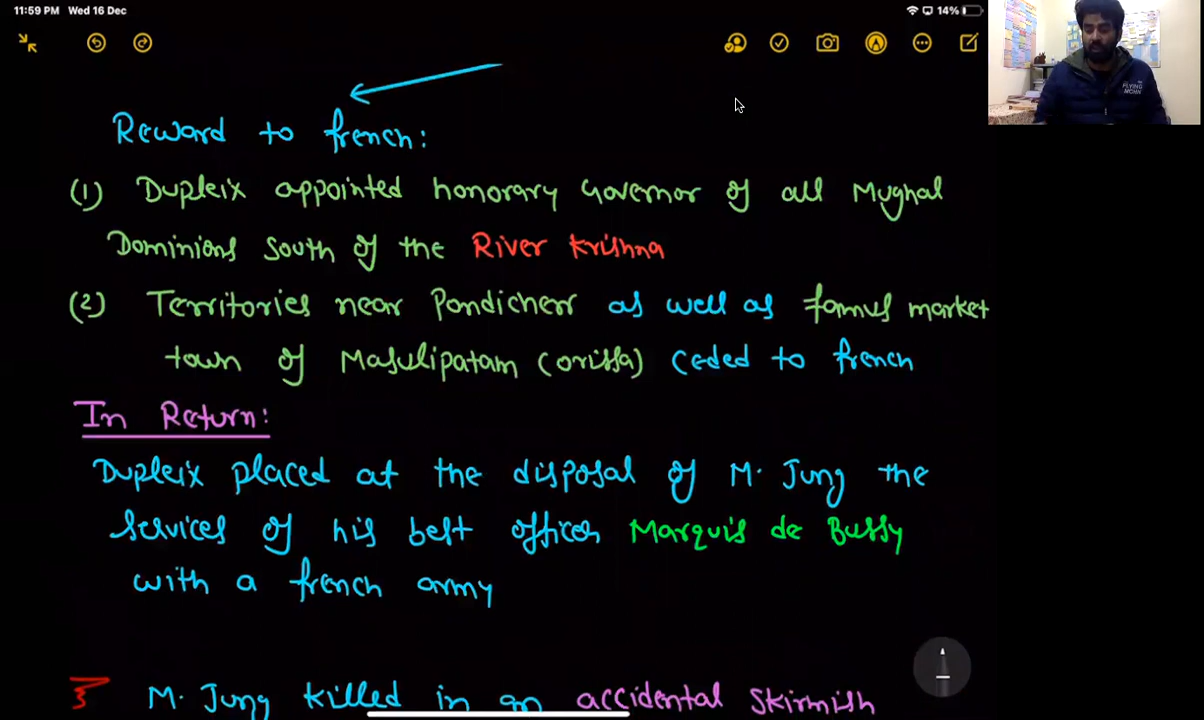 11:59 PM Wed 16 Dec
14%
FLYING MONK
Reward to french:
(1) Dupleix appointed honorary Governor of all Mughal
Dominions South of the River Krishna
(2) Territories near Pondicherr as well as famus market
town of Masulipatam (orissa) Ceded to french
In Return:
Dupleix placed at the disposal of M. Jung the
services of his best officer Marquis de Bussy
with a french army
M. Jung killed in an accidental skirmish